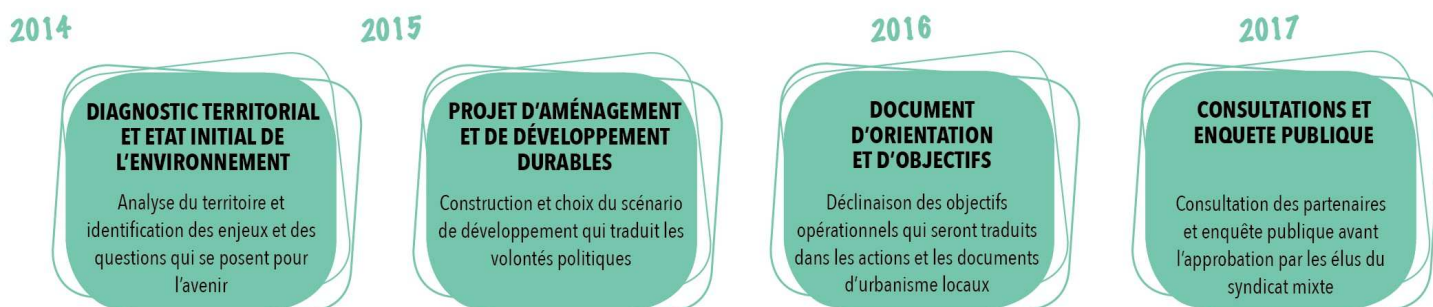 2014
DIAGNOSTIC TERRITORIAL
ET ETAT INITIAL DE
L'ENVIRONNEMENT
Analyse du territoire et
identification des enjeux et des
questions qui se posent pour
l'avenir
2015
PROJET D'AMÉNAGEMENT
ET DE DÉVELOPPEMENT
DURABLES
Construction et choix du scénario
de développement qui traduit les
volontés politiques
2016
DOCUMENT
D'ORIENTATION
ET D'OBJECTIFS
Déclinaison des objectifs
opérationnels qui seront traduits
dans les actions et les documents
d'urbanisme locaux
2017
CONSULTATIONS ET
ENQUETE PUBLIQUE
Consultation des partenaires
et enquête publique avant
l'approbation par les élus du
syndicat mixte